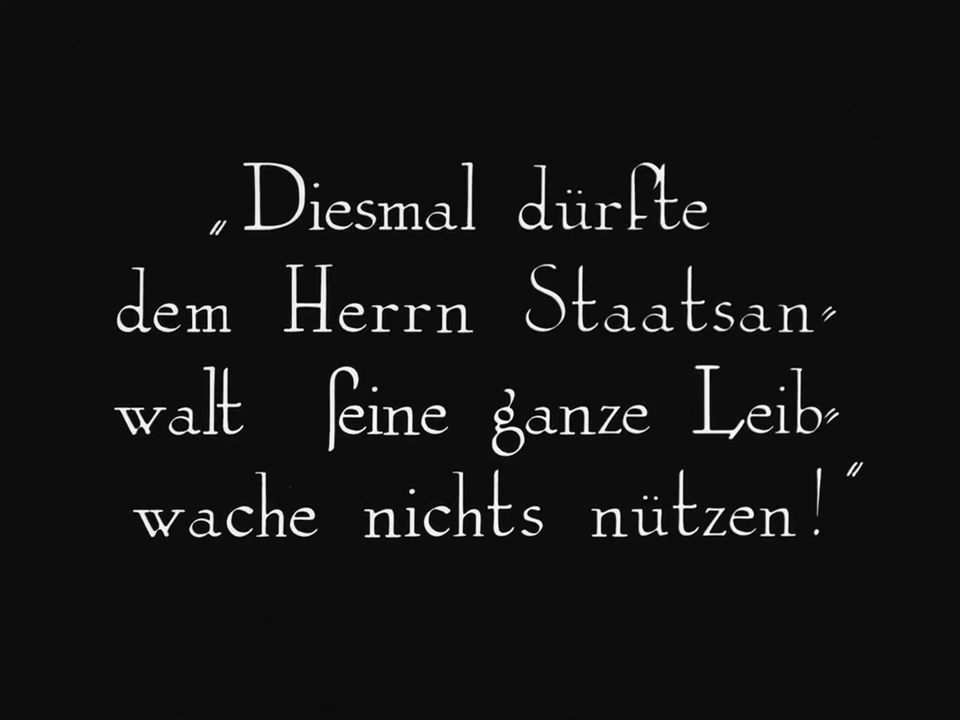 „Diesmal dürfte
dem Herrn Staatsan⸗
walt ſeine ganze Leib⸗
wache nichts nützen!“